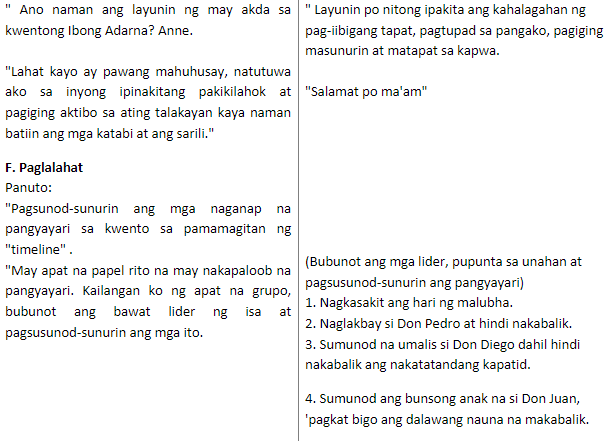 " Ano naman ang layunin ng may akda sa
kwentong Ibong Adarna? Anne.
"Lahat kayo ay pawang mahuhusay, natutuwa
ako sa inyong ipinakitang pakikilahok at
pagiging aktibo sa ating talakayan kaya naman
batiin ang mga katabi at ang sarili."
F. Paglalahat
Panuto:
"Pagsunod-sunurin ang mga naganap na
pangyayari sa kwento sa pamamagitan ng
"timeline" .
"May apat na papel rito na may nakapaloob na
pangyayari. Kailangan ko ng apat na grupo,
bubunot ang bawat lider ng isa at
pagsusunod-sunurin ang mga ito.
" Layunin po nitong ipakita ang kahalagahan ng
pag-iibigang tapat, pagtupad sa pangako, pagiging
masunurin at matapat sa kapwa.
"Salamat po ma'am"
(Bubunot ang mga lider, pupunta sa unahan at
pagsusunod-sunurin ang pangyayari)
1. Nagkasakit ang hari ng malubha.
2. Naglakbay si Don Pedro at hindi nakabalik.
3. Sumunod na umalis si Don Diego dahil hindi
nakabalik ang nakatatandang kapatid.
4. Sumunod ang bunsong anak na si Don Juan,
'pagkat bigo ang dalawang nauna na makabalik.